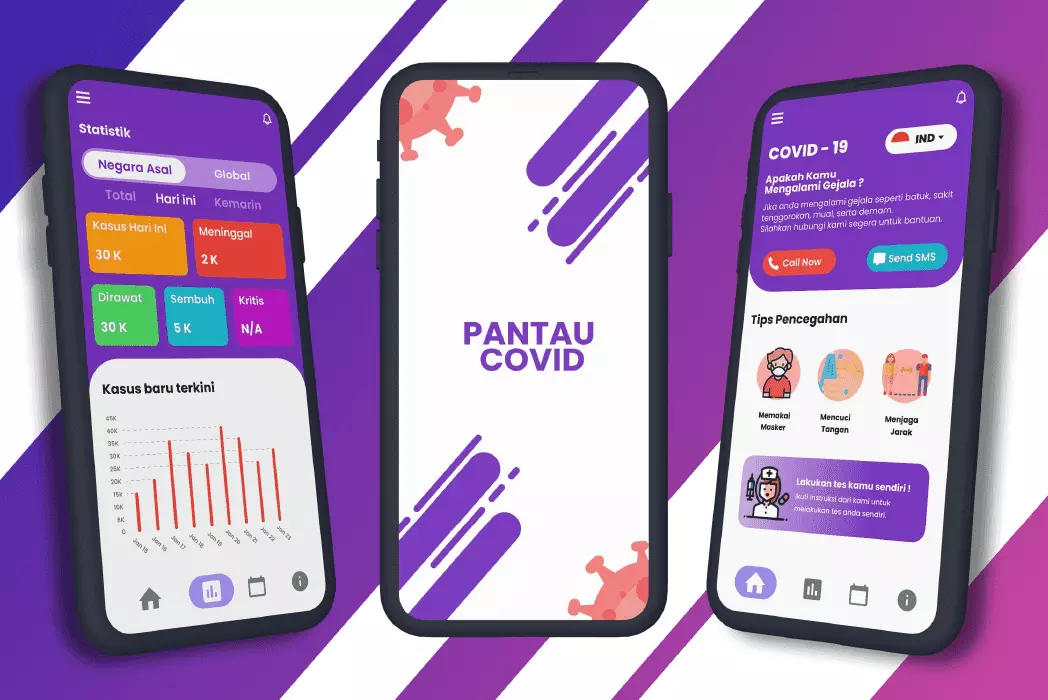 Statistik
Negara Asal
Global
Total
Hari ini
Kemarin
Kasus Hari Ini
30 K
Meninggal
2 K
Dirawat
30 K
Sembuh
5 K
Kritis
N/A
Kasus baru terkini
45K
40K
35K
30K
25K
20K
15K
10K
5K
0
Jan 15
Jan 16
Jan 17
Jan 18
Jan 19
Jan 20
Jan 21
Jan 22
Jan 23
PANTAU
COVID
COVID - 19
IND
Apakah Kamu
Mengalami Gejala ?
Jika anda mengalami gejala seperti batuk, sakit
tenggorokan, mual, serta demam.
Silahkan hubungi kami segera untuk bantuan.
Call Now
Send SMS
Tips Pencegahan
Memakai
Masker
Mencuci
Tangan
Menjaga
Jarak
Lakukan tes kamu sendiri !
Ikuti instruksi dari kami untuk
melakukan tes anda sendiri.